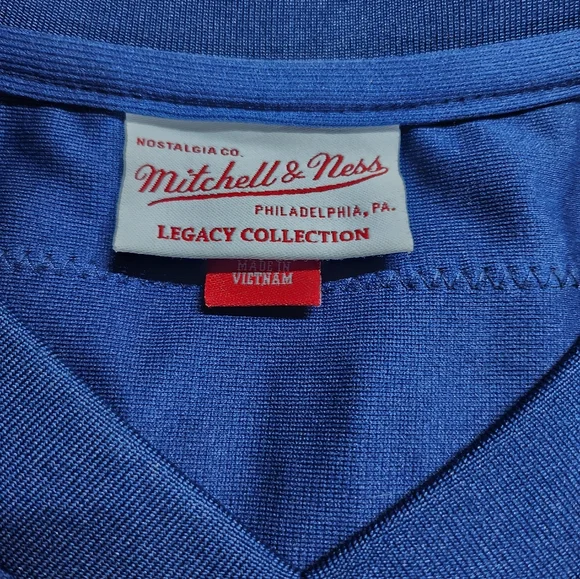 NOSTALGIA CO.
Mitchell & Ness
PHILADELPHIA, PA.
LEGACY COLLECTION
MADE IN
VIETNAM